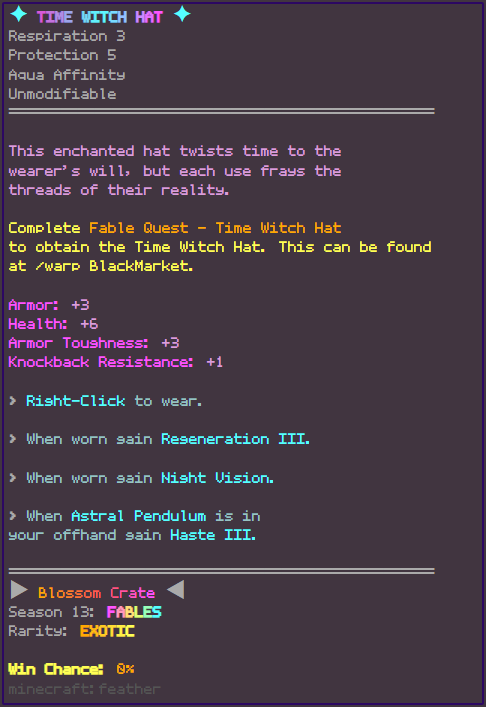 ✦ TIME WITCH HAT ✦
Respiration 3
Protection 5
Aqua Affinity
Unmodifiable
This enchanted hat twists time to the
wearer's will, but each use frays the
threads of their reality.
Complete Fable Quest - Time Witch Hat
to obtain the Time Witch Hat. This can be found
at /warp BlackMarket.
Armor: +3
Health: +6
Armor Toughness: +3
Knockback Resistance: +1
> Right-Click to wear.
> When worn gain Regeneration III.
> When worn gain Night Vision.
> When Astral Pendulum is in
your offhand gain Haste III.
▶ Blossom Crate ◀
Season 13: FABLES
Rarity: EXOTIC
Win Chance: 0%
minecraft:feather